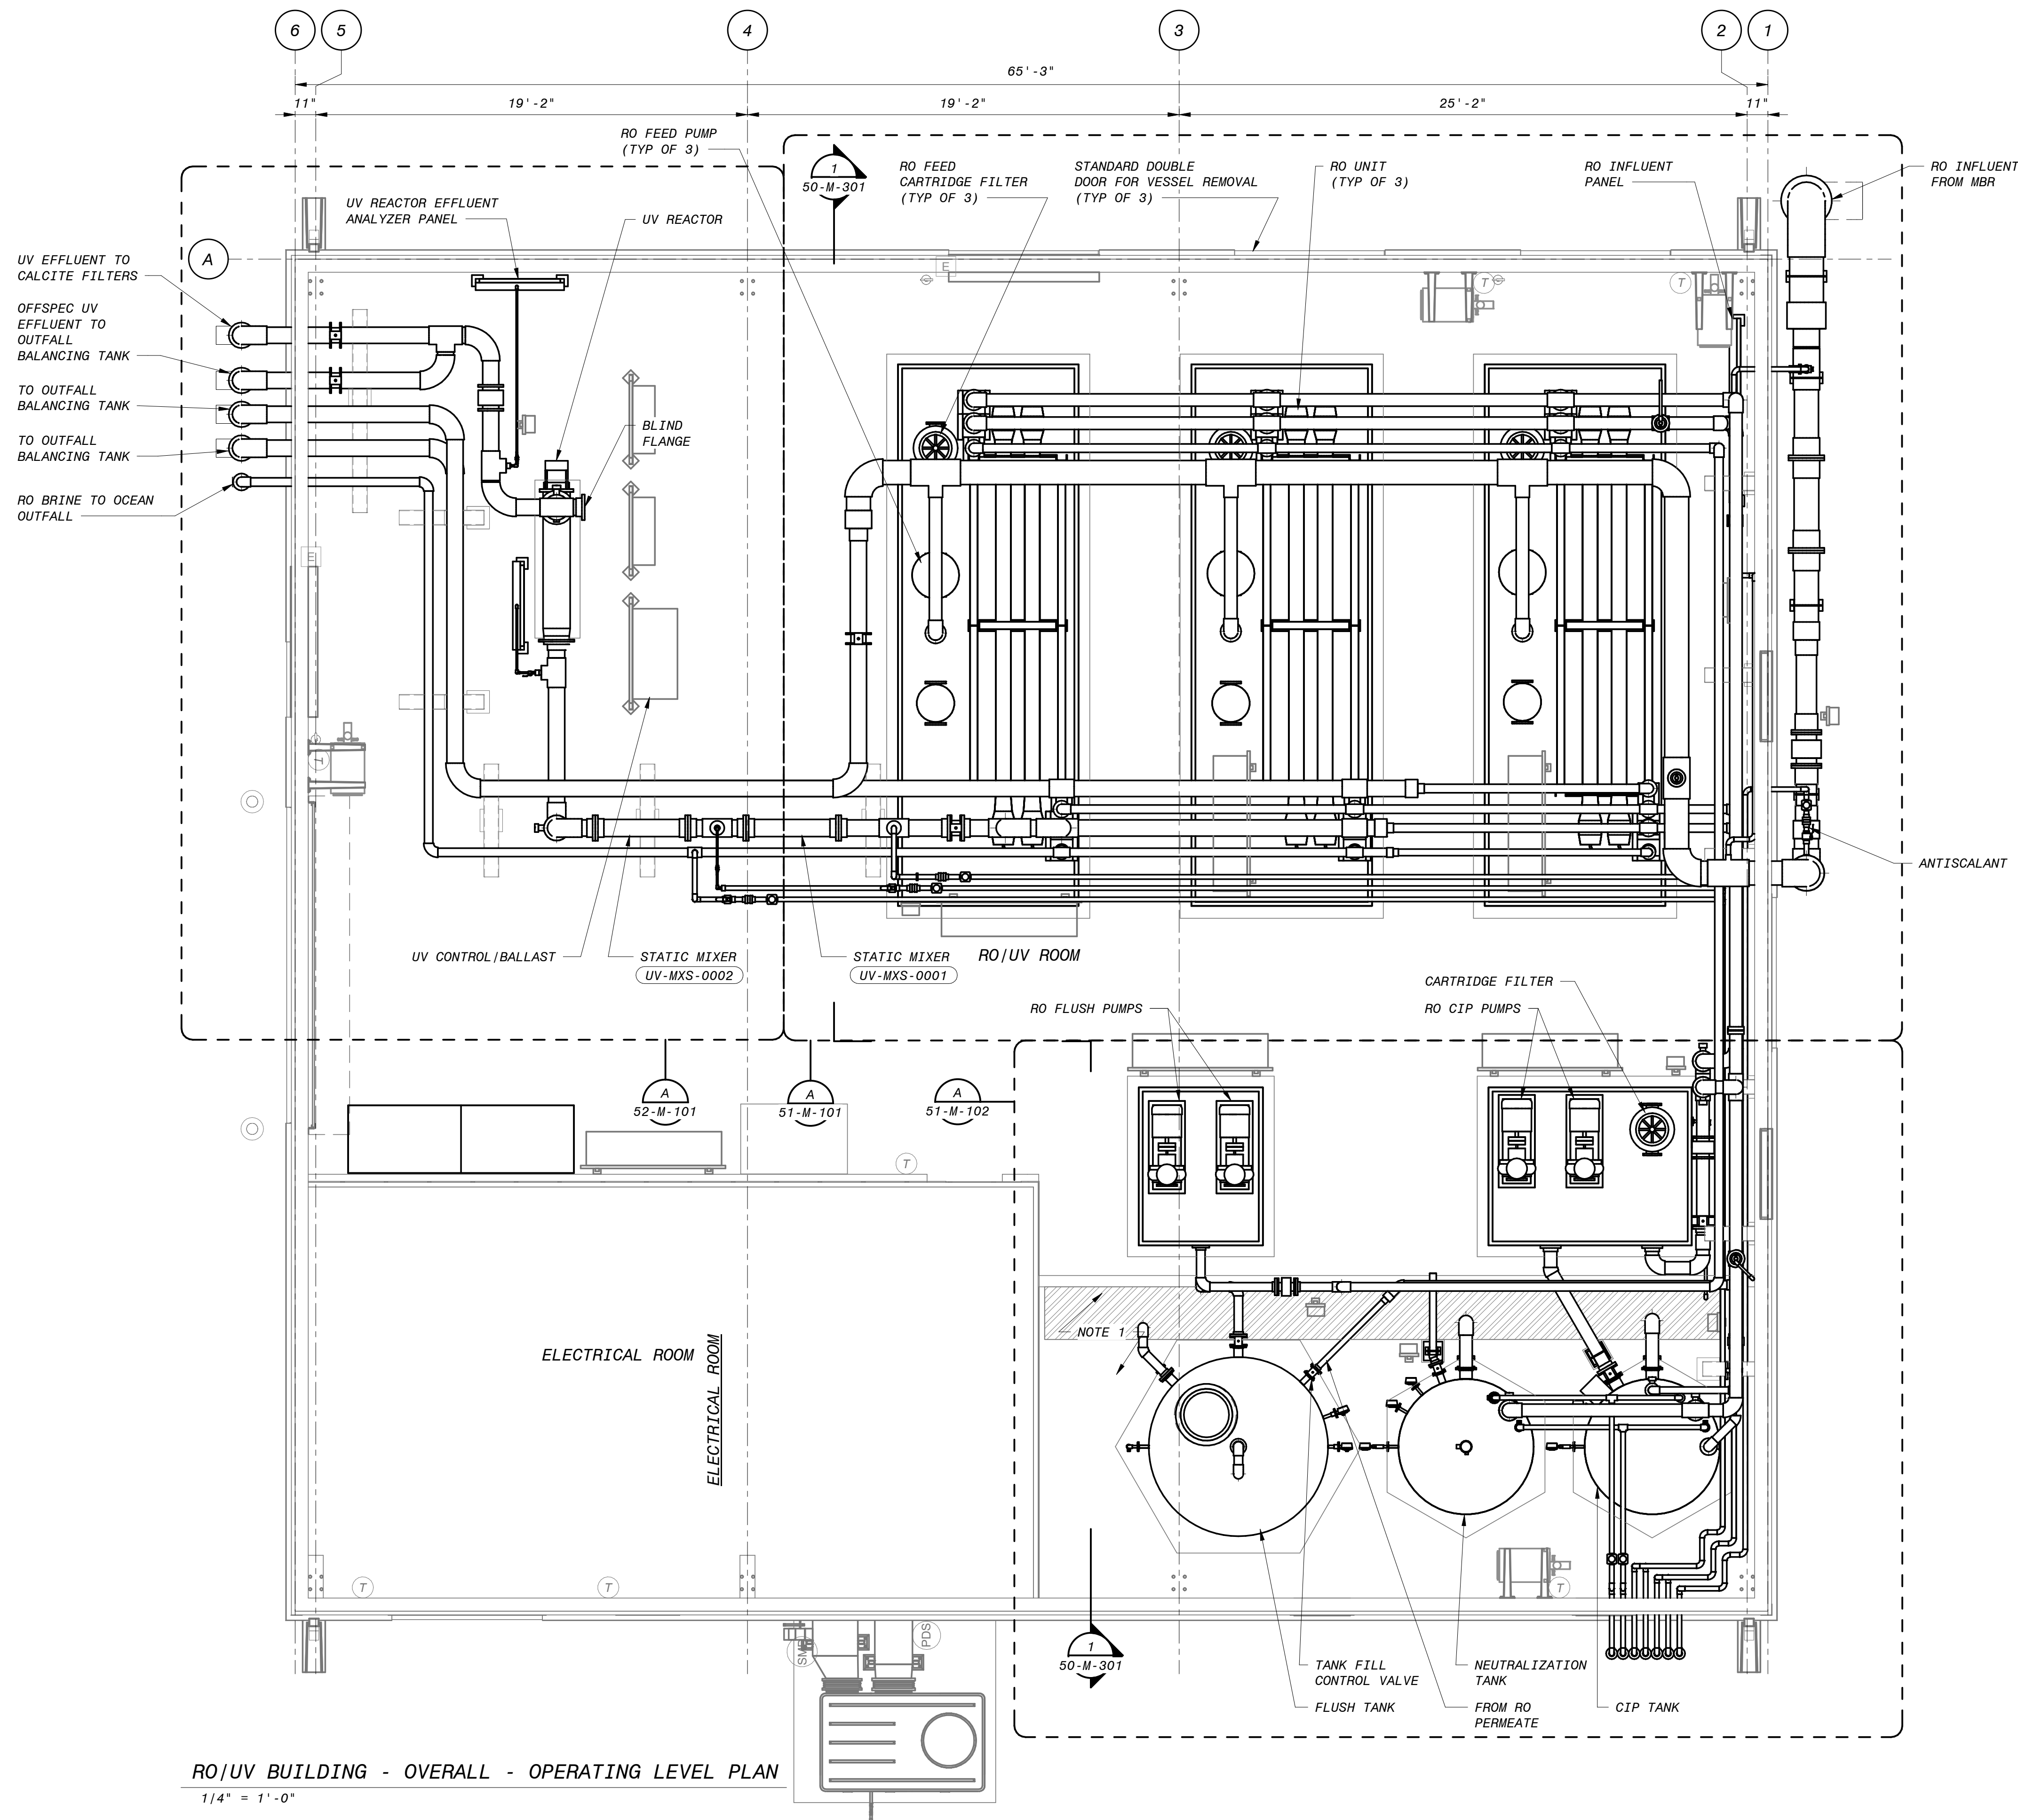 6
5
4
3
2
1
65'-3"
11"
19'-2"
19'-2"
25'-2"
11"
RO FEED PUMP
(TYP OF 3)
1
50-M-301
RO FEED
CARTRIDGE FILTER
(TYP OF 3)
STANDARD DOUBLE
DOOR FOR VESSEL REMOVAL
(TYP OF 3)
RO UNIT
(TYP OF 3)
RO INFLUENT
PANEL
RO INFLUENT
FROM MBR
UV REACTOR EFFLUENT
ANALYZER PANEL
UV REACTOR
A
UV EFFLUENT TO
CALCITE FILTERS
OFFSPEC UV
EFFLUENT TO
OUTFALL
BALANCING TANK
TO OUTFALL
BALANCING TANK
TO OUTFALL
BALANCING TANK
RO BRINE TO OCEAN
OUTFALL
E
T
T
BLIND
FLANGE
E
T
ANTISCALANT
UV CONTROL/BALLAST
STATIC MIXER
UV-MXS-0002
STATIC MIXER
UV-MXS-0001
RO/UV ROOM
CARTRIDGE FILTER
RO FLUSH PUMPS
RO CIP PUMPS
A
52-M-101
A
51-M-101
A
51-M-102
T
NOTE 1
ELECTRICAL ROOM
ELECTRICAL ROOM
T
T
T
SMP
PDS
1
50-M-301
TANK FILL
CONTROL VALVE
FLUSH TANK
NEUTRALIZATION
TANK
FROM RO
PERMEATE
CIP TANK
RO/UV BUILDING - OVERALL - OPERATING LEVEL PLAN
1/4" = 1'-0"